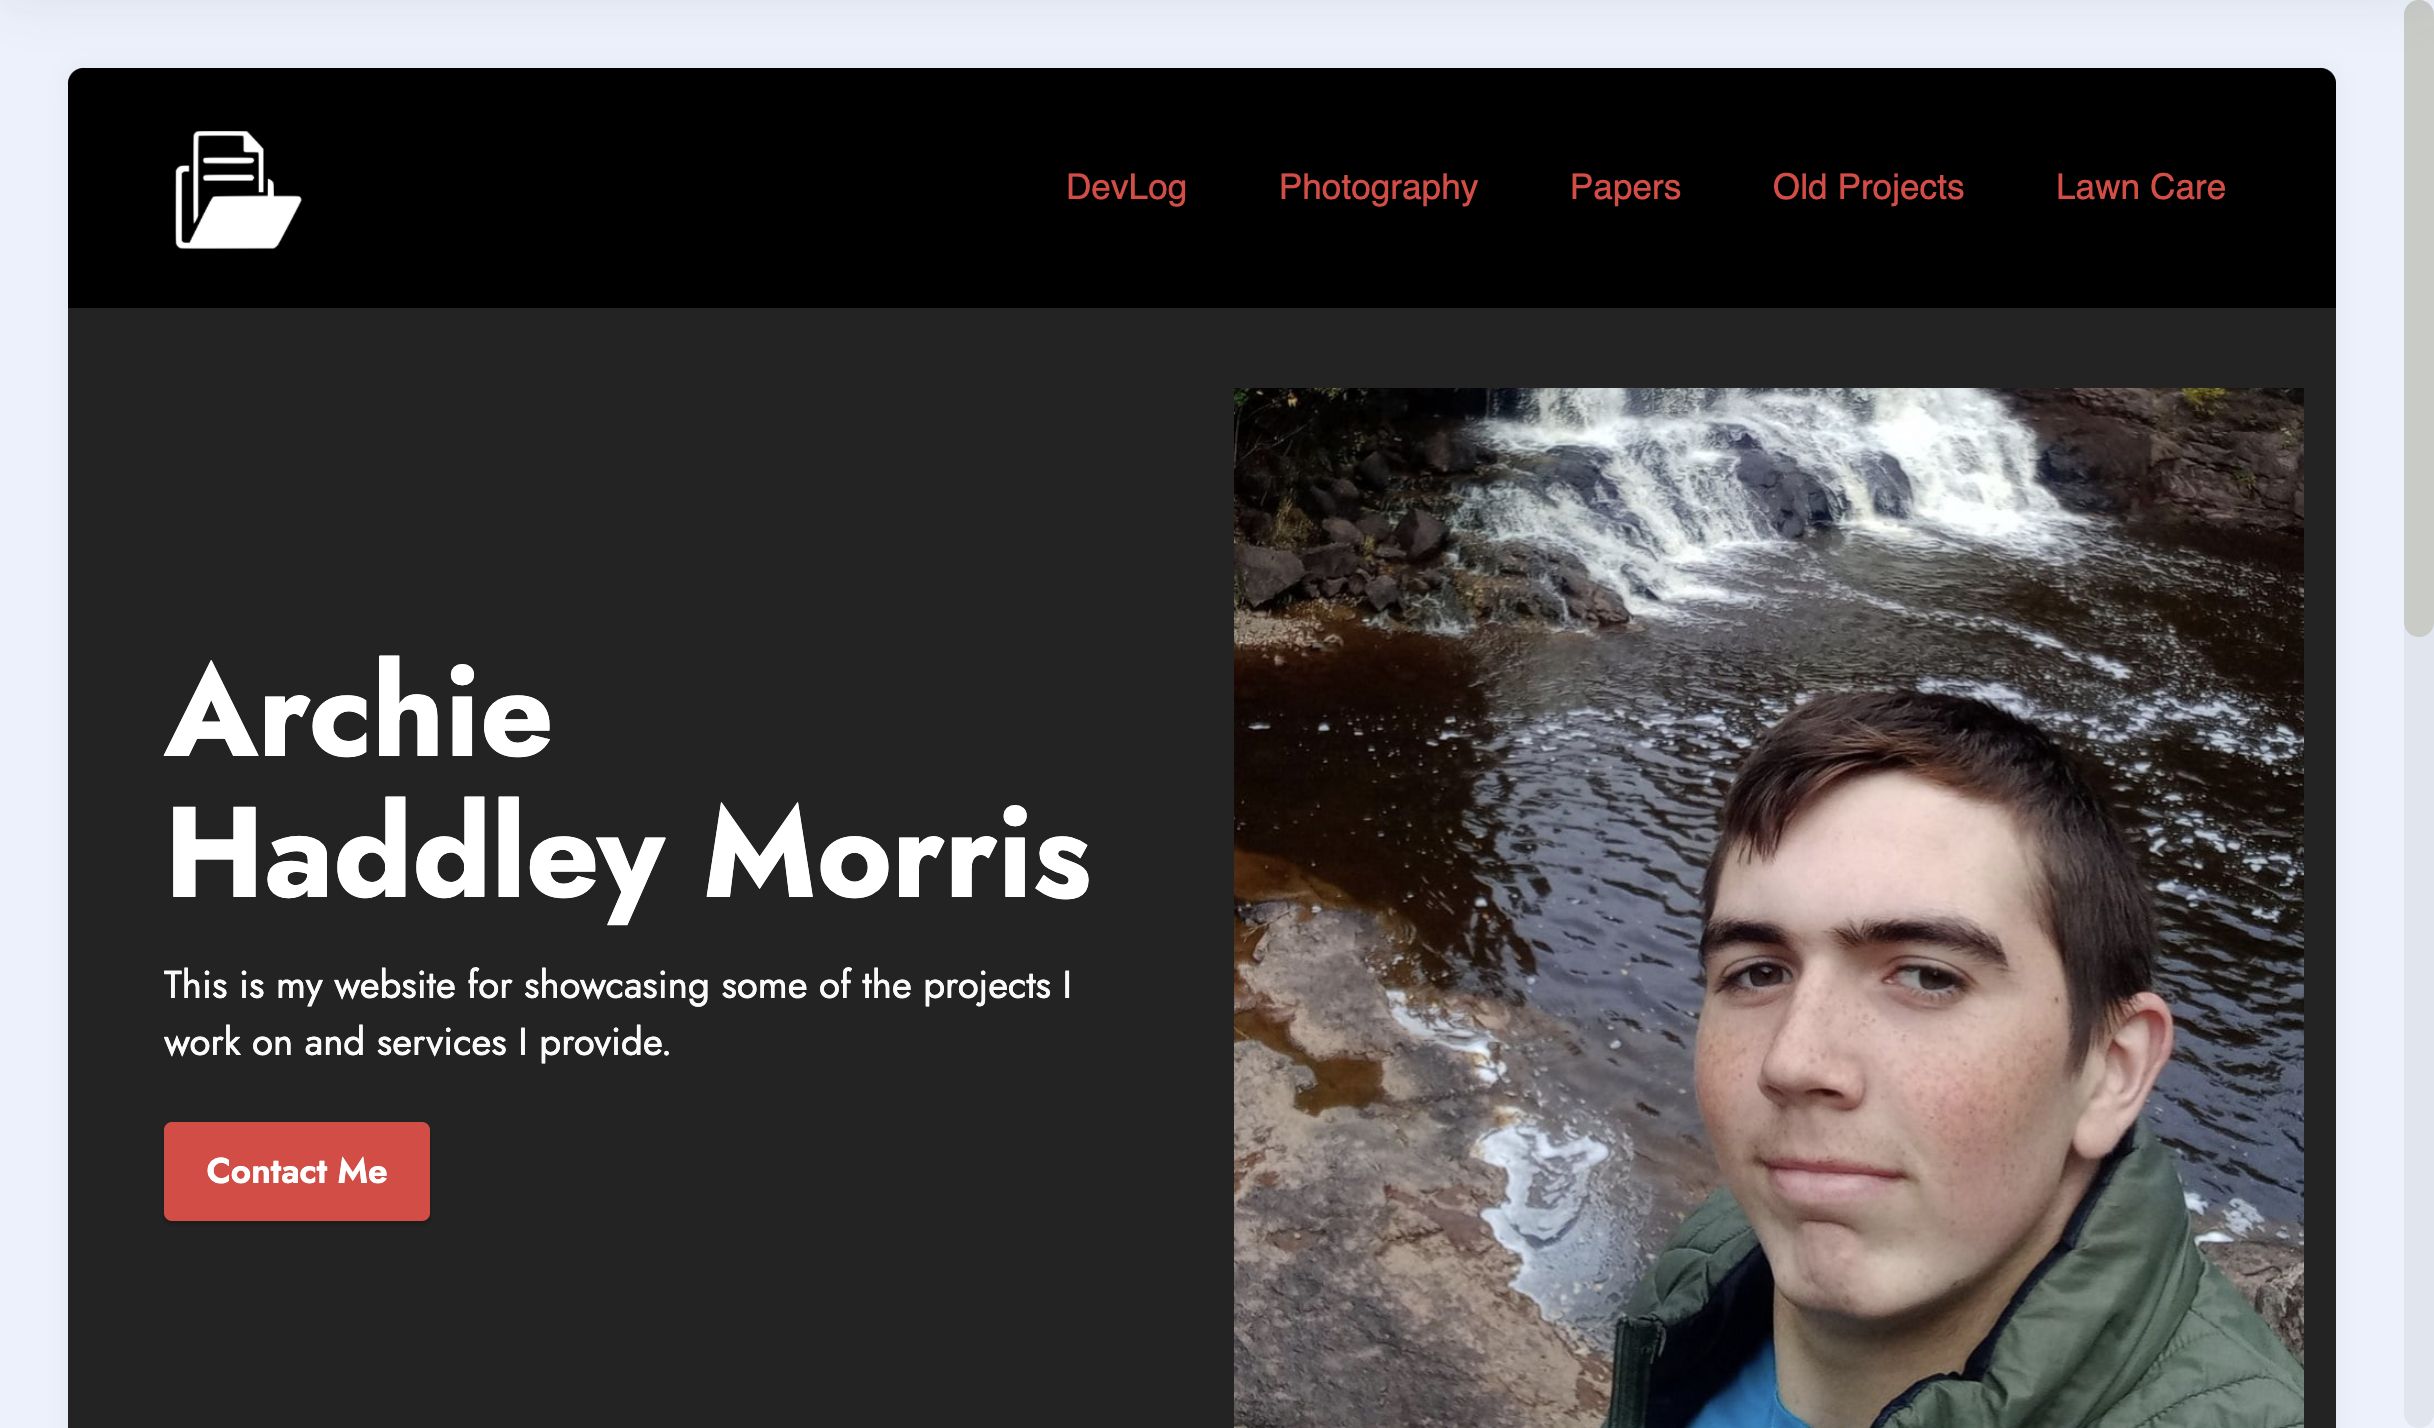 DevLog Photography Papers Old Projects Lawn Care
Archie
Haddley Morris
This is my website for showcasing some of the projects I
work on and services I provide.
Contact Me